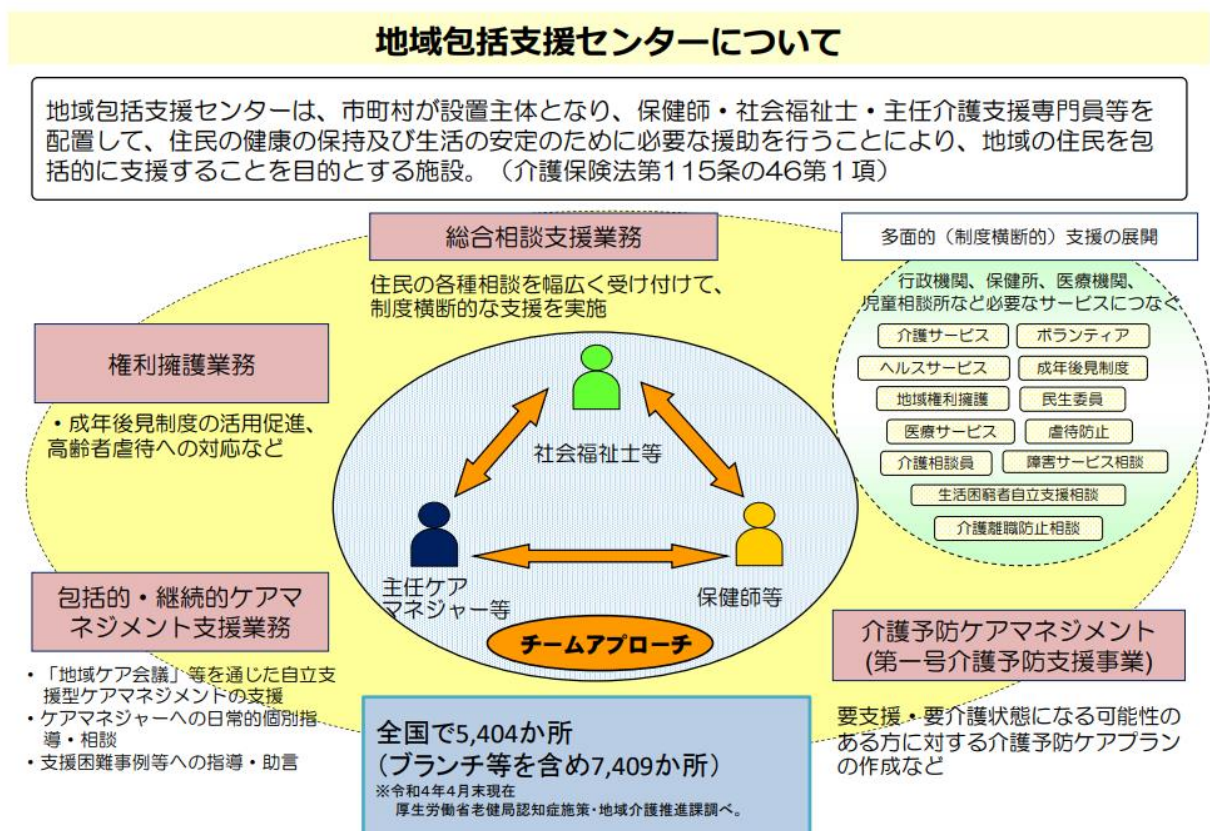 地域包括支援センターについて
地域包括支援センターは、市町村が設置主体となり、保健師・社会福祉士・主任介護支援専門員等を
配置して、住民の健康の保持及び生活の安定のために必要な援助を行うことにより、地域の住民を包
括的に支援することを目的とする施設。（介護保険法第115条の46第１項）
総合相談支援業務
住民の各種相談を幅広く受け付けて、
制度横断的な支援を実施
多面的（制度横断的）支援の展開
行政機関、保健所、医療機関、
児童相談所など必要なサービスにつなぐ
介護サービス
ボランティア
ヘルスサービス
成年後見制度
地域権利擁護
民生委員
医療サービス
虐待防止
介護相談員
障害サービス相談
生活困窮者自立支援相談
介護離職防止相談
権利擁護業務
・成年後見制度の活用促進、
高齢者虐待への対応など
社会福祉士等
主任ケア
マネジャー等
保健師等
チームアプローチ
包括的・継続的ケアマ
ネジメント支援業務
・「地域ケア会議」等を通じた自立支
援型ケアマネジメントの支援
・ケアマネジャーへの日常的個別指
導・相談
・支援困難事例等への指導・助言
介護予防ケアマネジメント
(第一号介護予防支援事業)
要支援・要介護状態になる可能性の
ある方に対する介護予防ケアプラン
の作成など
全国で5,404か所
（ブランチ等を含め7,409か所）
※令和4年4月末現在
厚生労働省老健局認知症施策・地域介護推進課調べ。